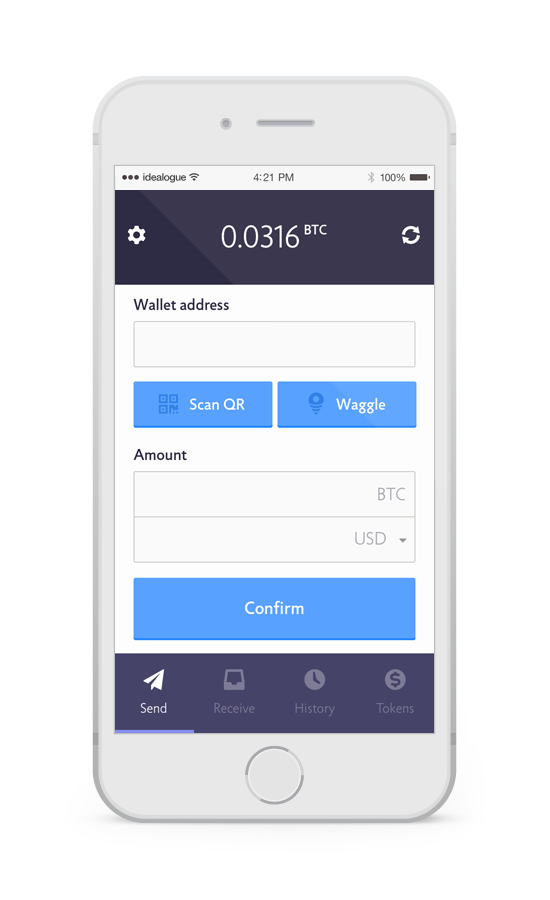 idealogue 4:21 PM 100%
0.0316 BTC
Wallet address
Scan QR Waggle
Amount
BTC
USD
Confirm
Send Receive History Tokens